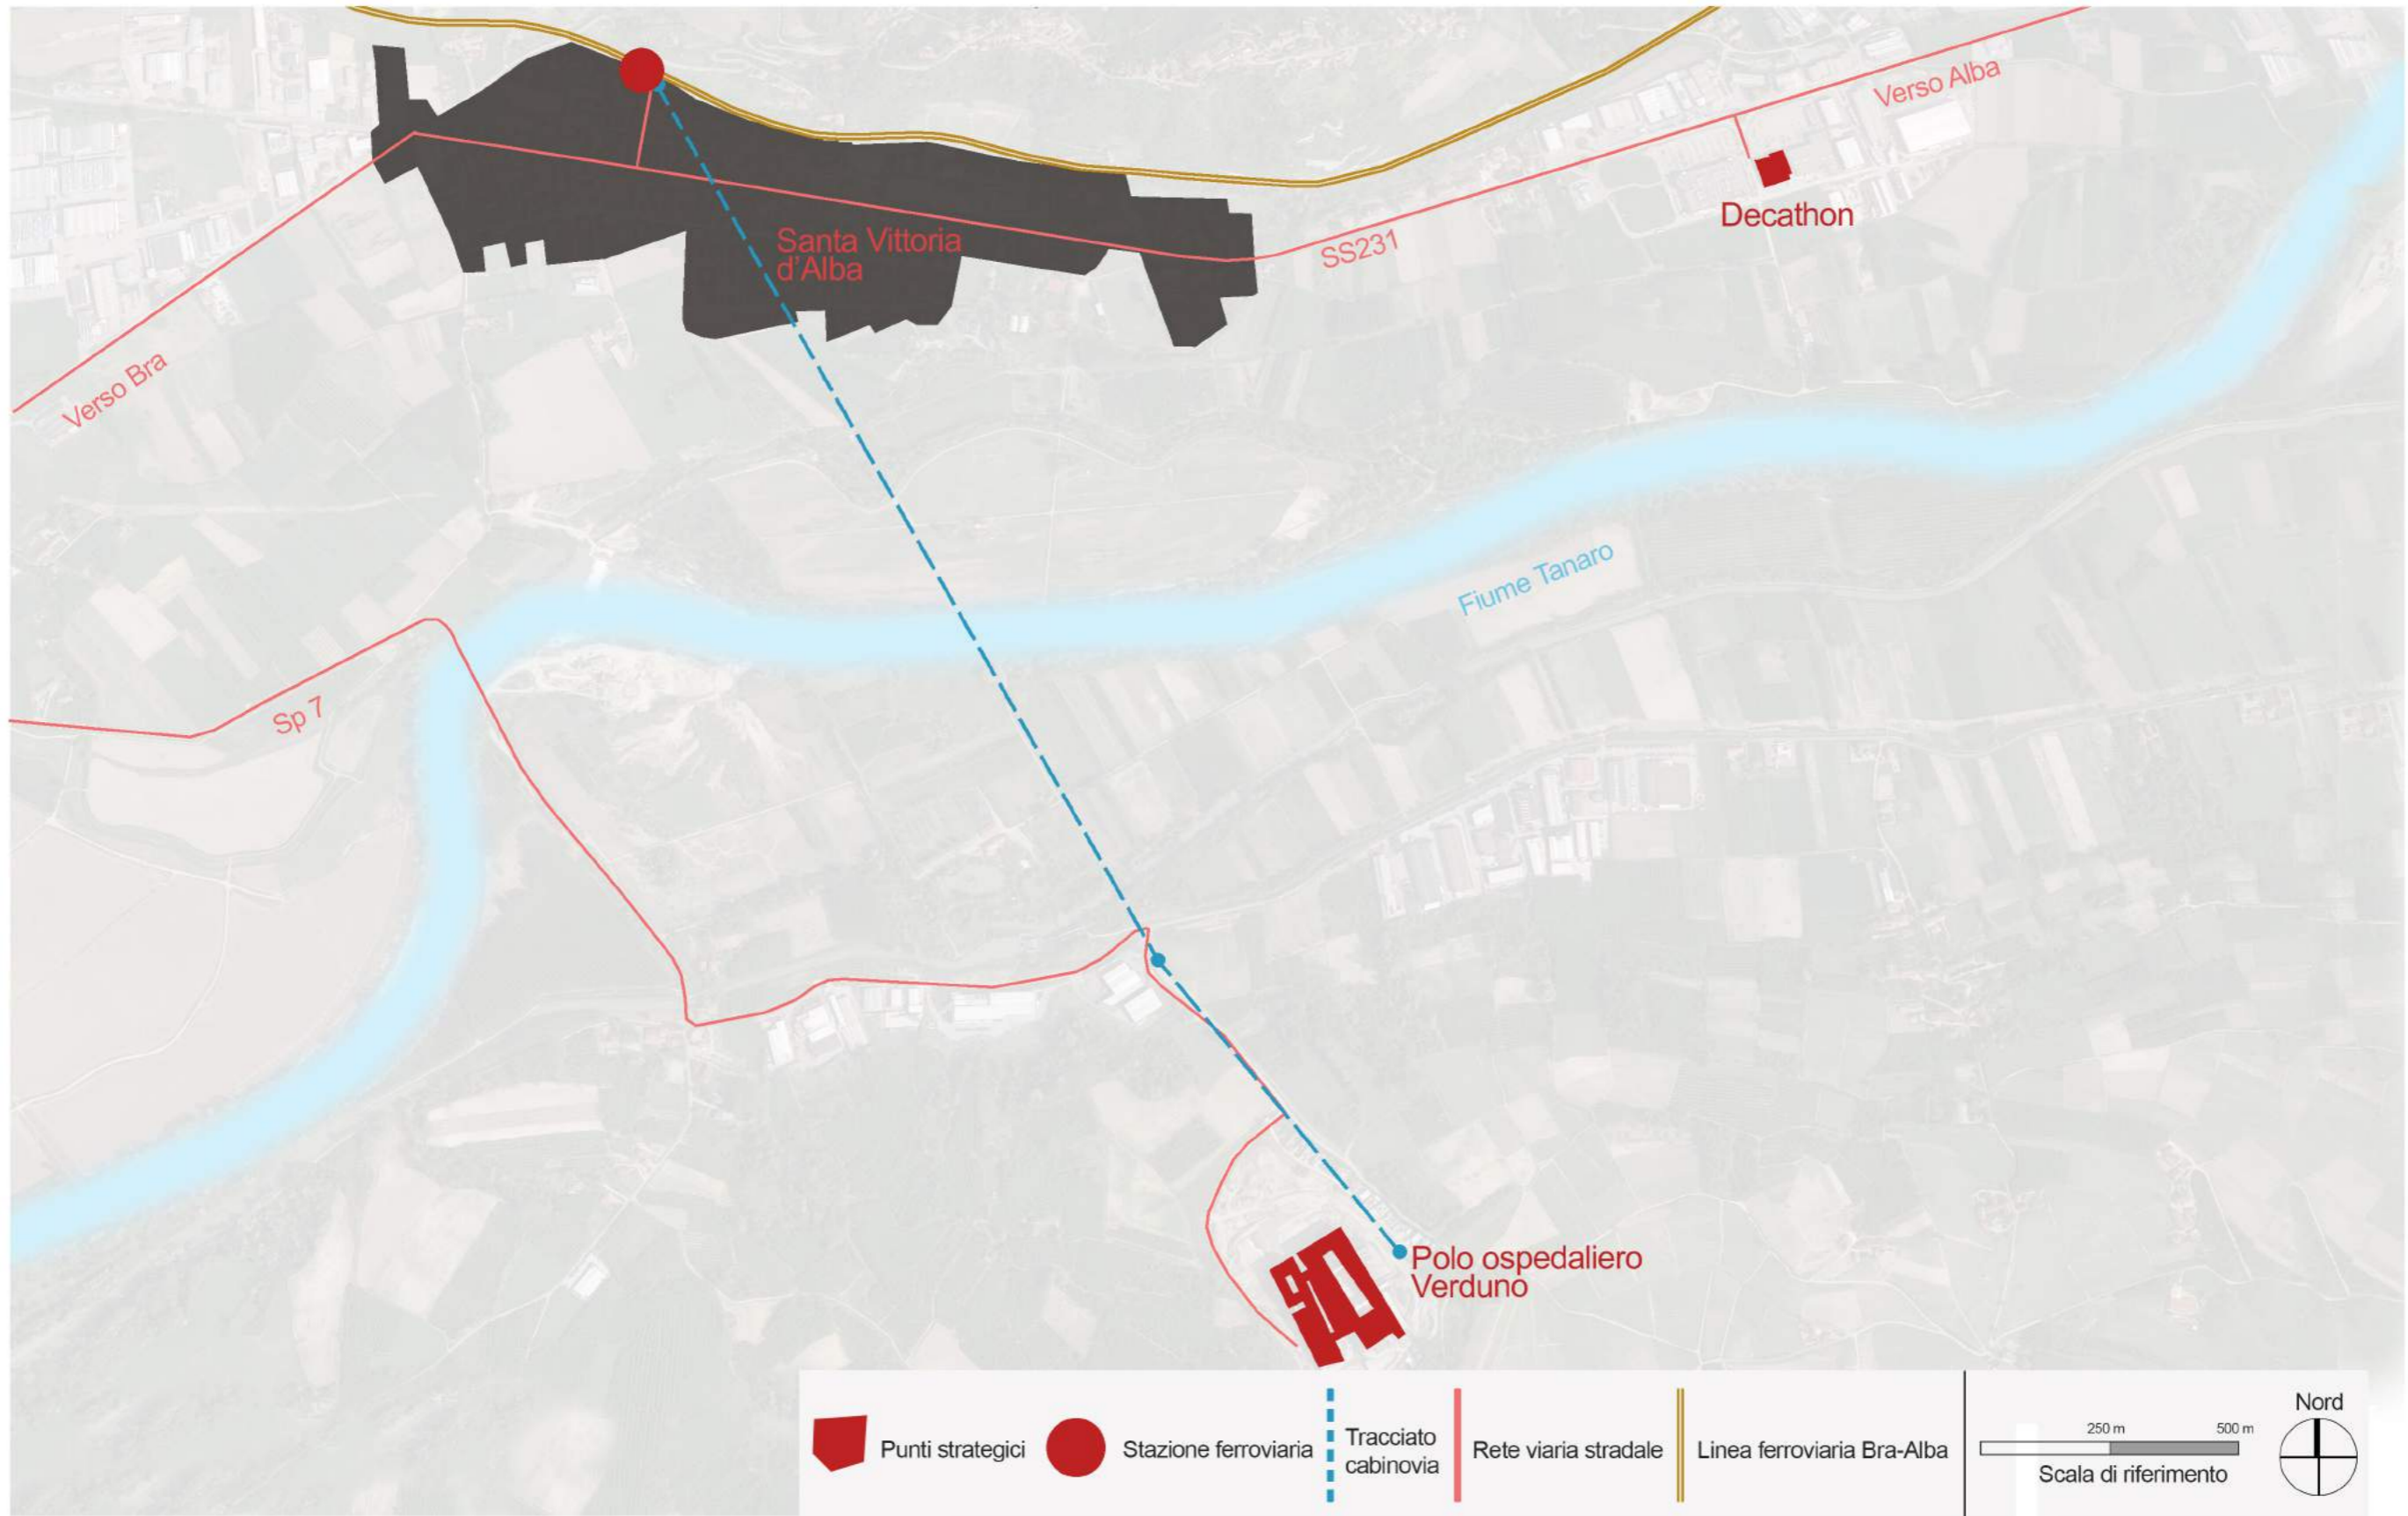 Verso Alba
Decathon
SS231
Santa Vittoria
d'Alba
Verso Bra
Fiume Tanaro
Sp 7
Polo ospedaliero
Verduno
Punti strategici
Stazione ferroviaria
Tracciato
cabinovia
Rete viaria stradale
Linea ferroviaria Bra-Alba
250 m
500 m
Scala di riferimento
Nord